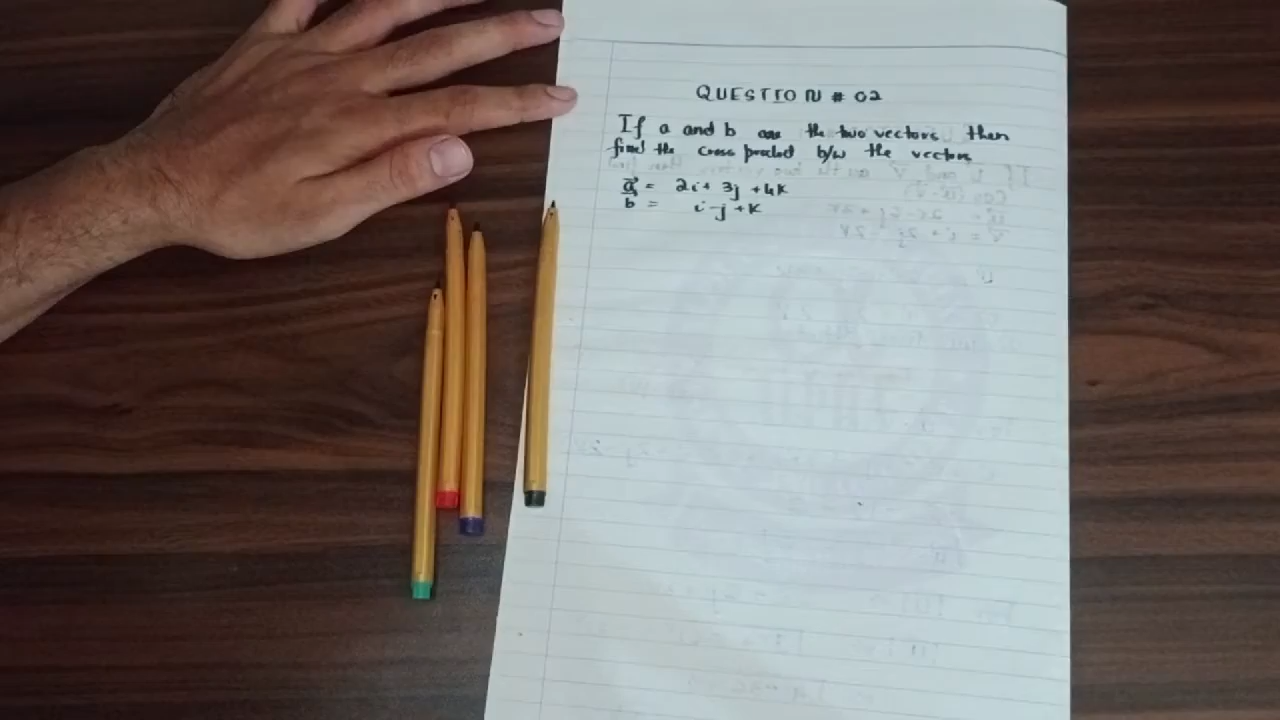 QUESTION # 02
If a and b are the two vectors then
find the cross product b/w the vectors
a⃗ = 2i + 3j + 4k
b = i - j + k